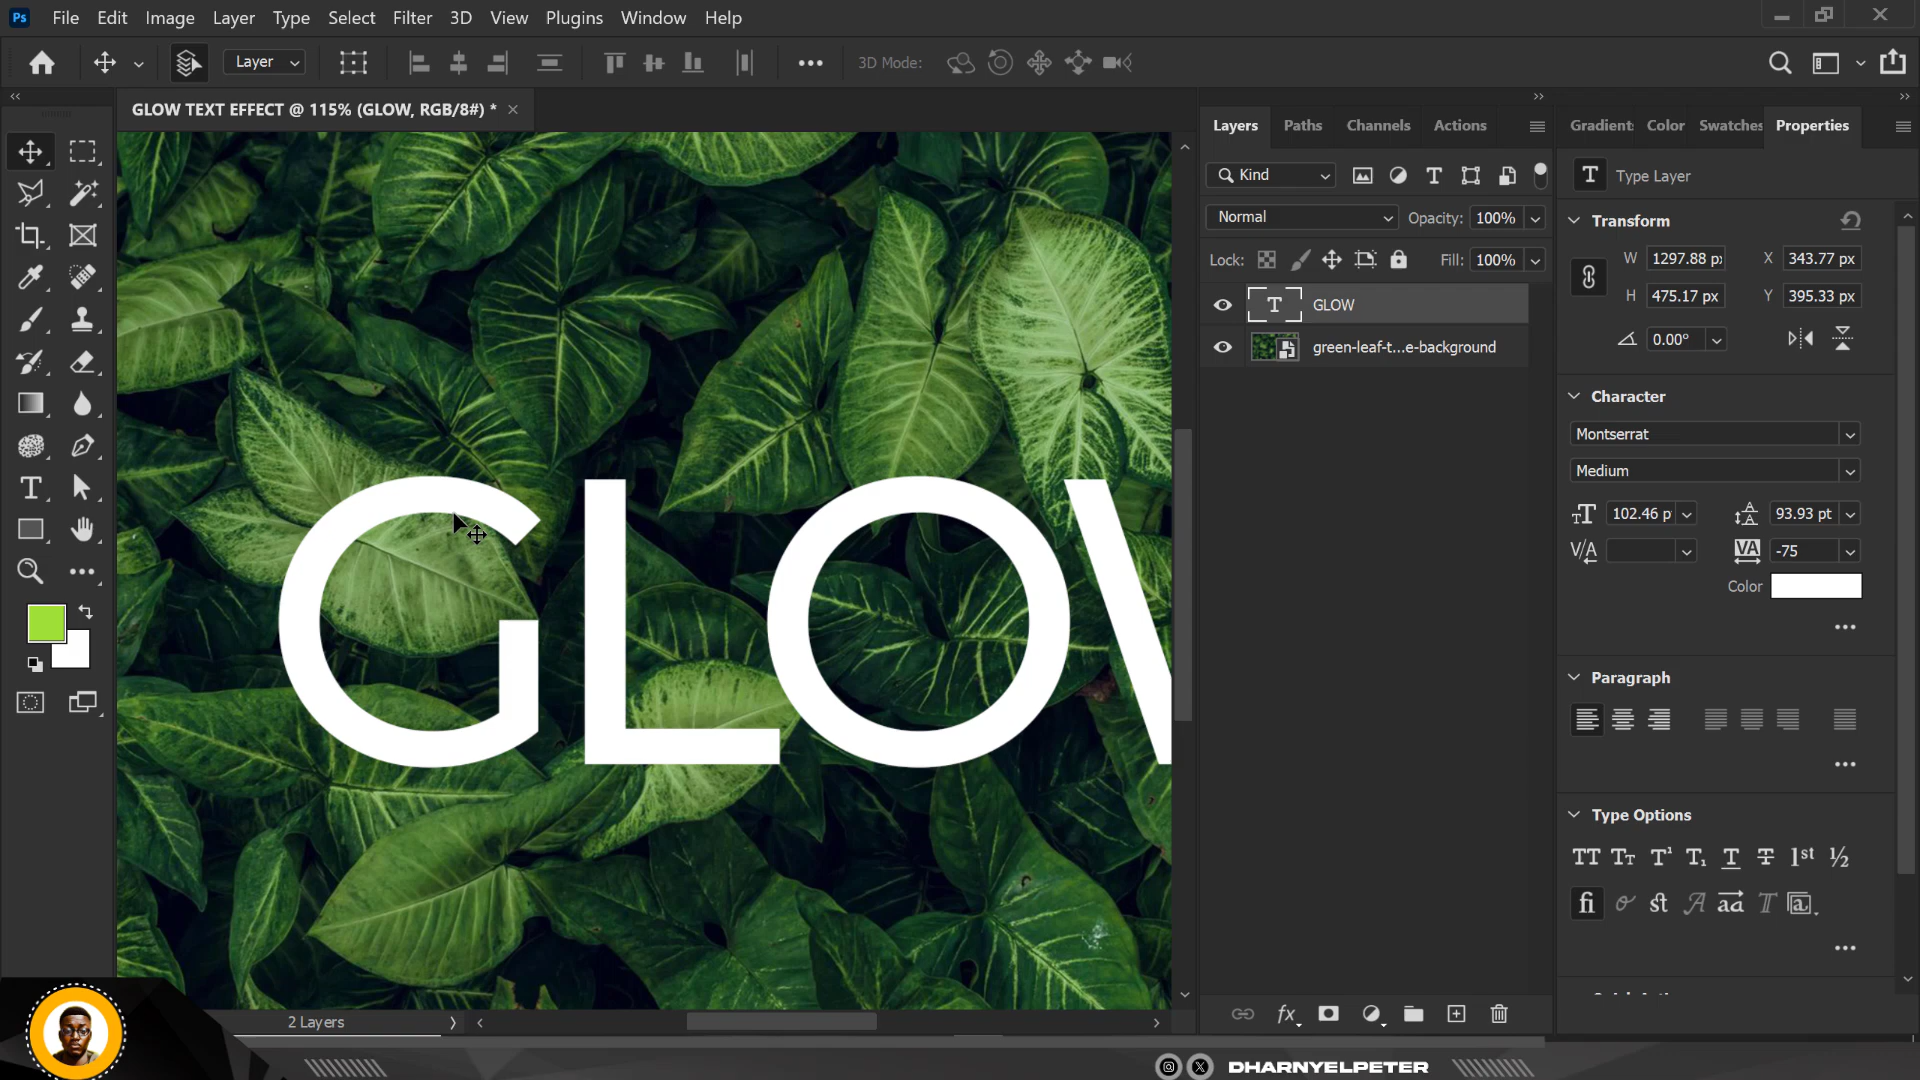 File Edit Image Layer Type Select Filter 3D View Plugins Window Help
Layer
3D Mode:
GLOW TEXT EFFECT @ 115% (GLOW, RGB/8#) *
Layers Paths Channels Actions
Gradient Color Swatches Properties
Kind
Type Layer
Normal
Opacity: 100%
Transform
Lock:
Fill: 100%
W 1297.88 p
X 343.77 px
H 475.17 px
Y 395.33 px
GLOW
0.00°
green-leaf-t...e-background
Character
Montserrat
Medium
102.46 p
93.93 pt
-75
Color
Paragraph
Type Options
GLOW
2 Layers
DHARNYELPETER